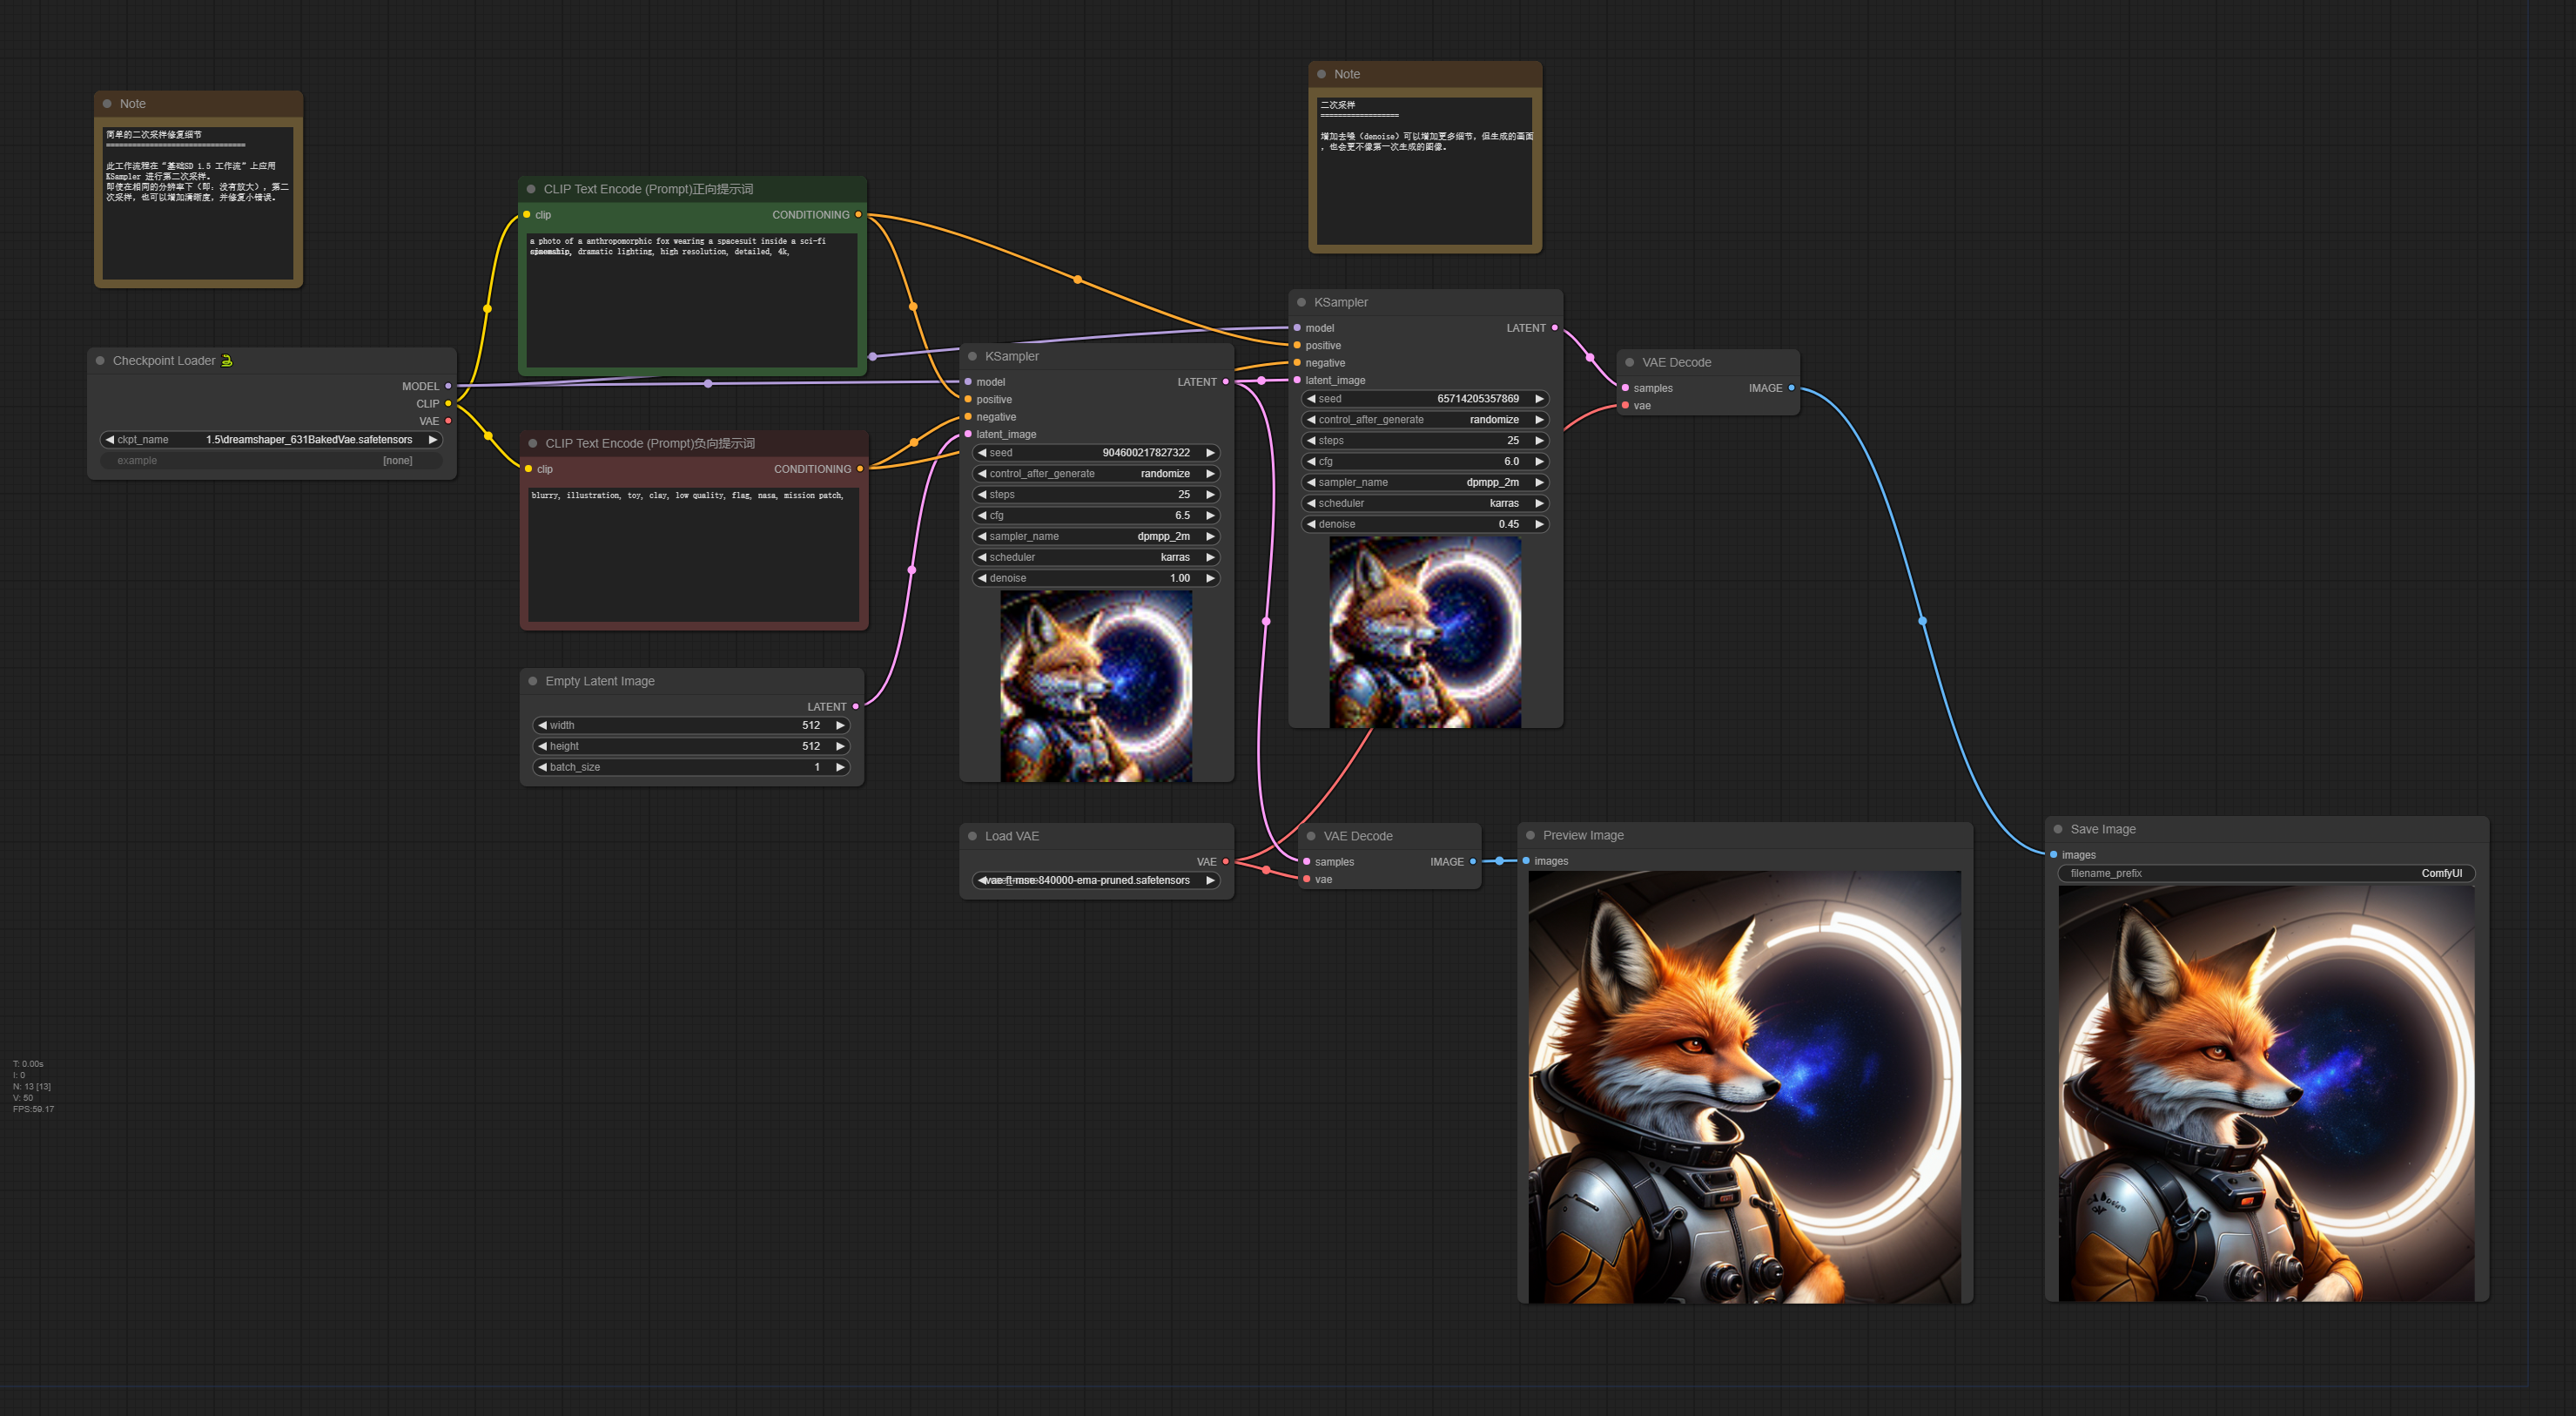 Note
简单的二次采样修复细节
================================
此工作流程在“基础SD 1.5 工作流”上应用
KSampler 进行第二次采样。
即使在相同的分辨率下（即：没有放大），第二
次采样，也可以增加清晰度，并修复小错误。
Checkpoint Loader
MODEL
CLIP
VAE
ckpt_name 1.5\dreamshaper_631BakedVae.safetensors
example [none]
CLIP Text Encode (Prompt)正向提示词
clip CONDITIONING
a photo of a anthropomorphic fox wearing a spacesuit inside a sci-fi
dramatic lighting, high resolution, detailed, 4k,
CLIP Text Encode (Prompt)负向提示词
clip CONDITIONING
blurry, illustration, toy, clay, low quality, flag, nasa, mission patch,
Empty Latent Image
LATENT
width 512
height 512
batch_size 1
KSampler
model LATENT
positive
negative
latent_image
seed 904600217827322
control_after_generate randomize
steps 25
cfg 6.5
sampler_name dpmpp_2m
scheduler karras
denoise 1.00
Note
二次采样
==================
增加去噪（denoise）可以增加更多细节，但生成的画面
，也会更不像第一次生成的图像。
KSampler
model LATENT
positive
negative
latent_image
seed 65714205357869
control_after_generate randomize
steps 25
cfg 6.0
sampler_name dpmpp_2m
scheduler karras
denoise 0.45
VAE Decode
samples IMAGE
vae
Load VAE
VAE
vae-ft-mse-840000-ema-pruned.safetensors
VAE Decode
samples IMAGE
vae
Preview Image
images
Save Image
images
filename_prefix ComfyUI
T: 0.00s
I: 0
N: 13 [13]
V: 50
FPS:59.17